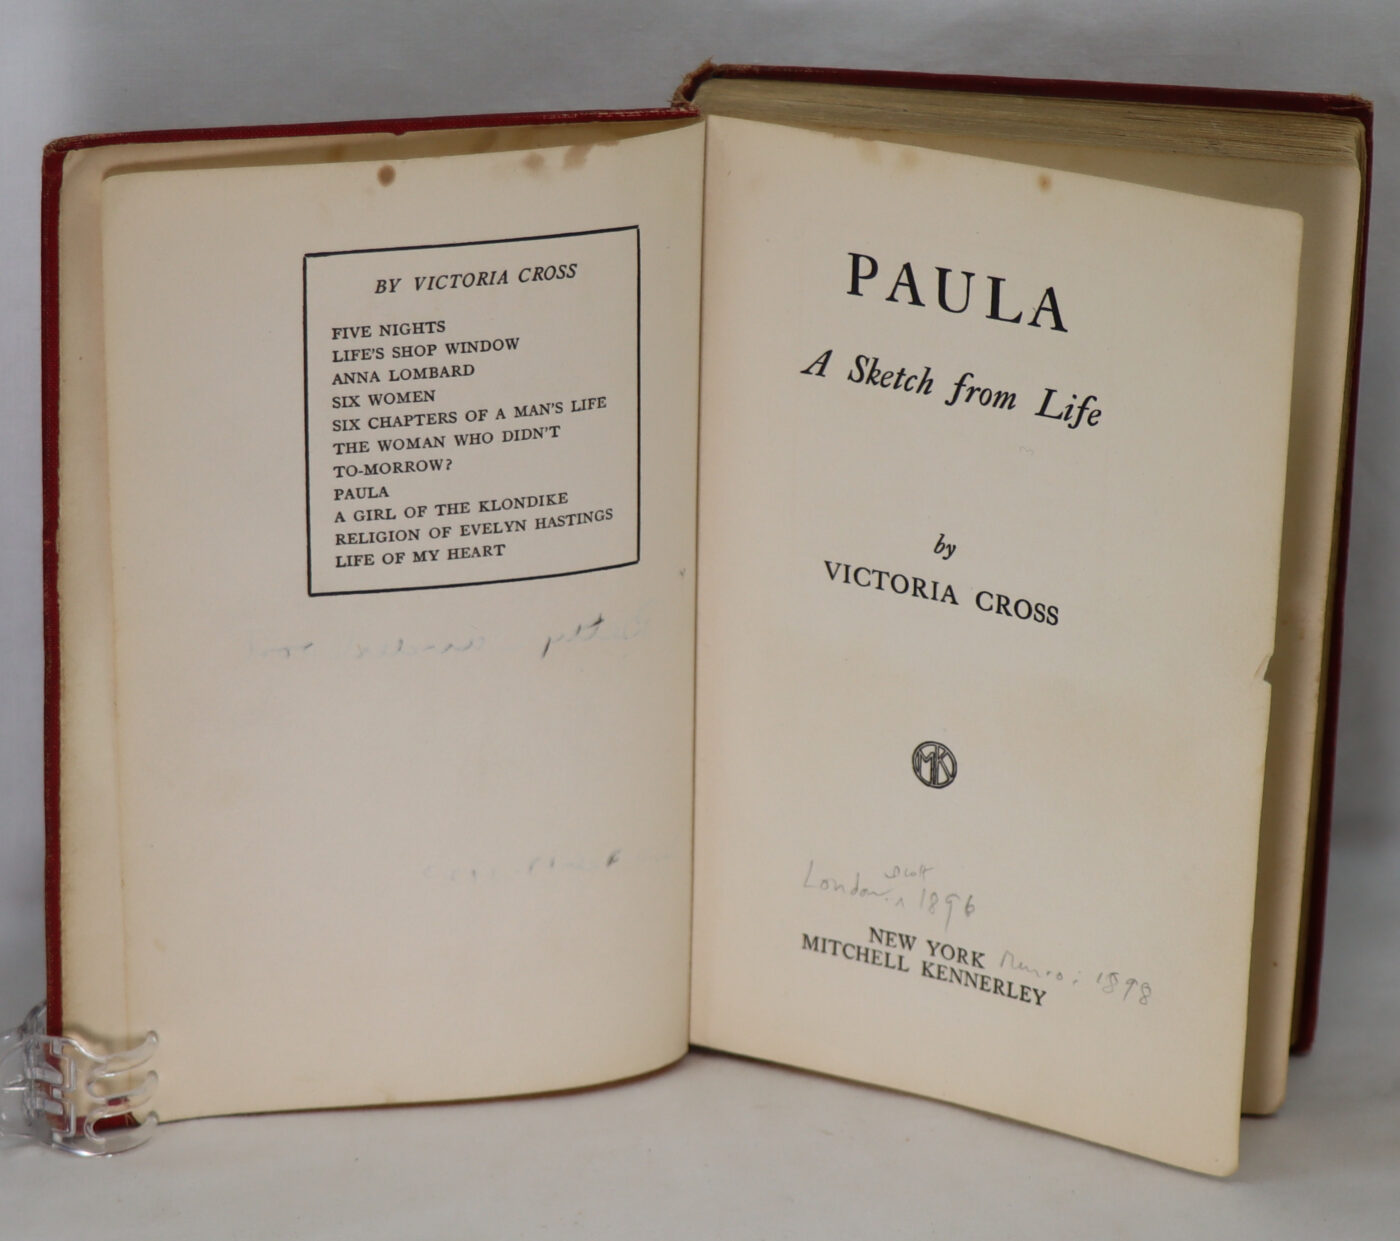 BY VICTORIA CROSS
FIVE NIGHTS
LIFE'S SHOP WINDOW
ANNA LOMBARD
SIX WOMEN
SIX CHAPTERS OF A MAN'S LIFE
THE WOMAN WHO DIDN'T
TO-MORROW?
PAULA
A GIRL OF THE KLONDIKE
RELIGION OF EVELYN HASTINGS
LIFE OF MY HEART
PAULA
A Sketch from Life
by
VICTORIA CROSS
MK
Scott
London 1896
NEW YORK 1898
MITCHELL KENNERLEY